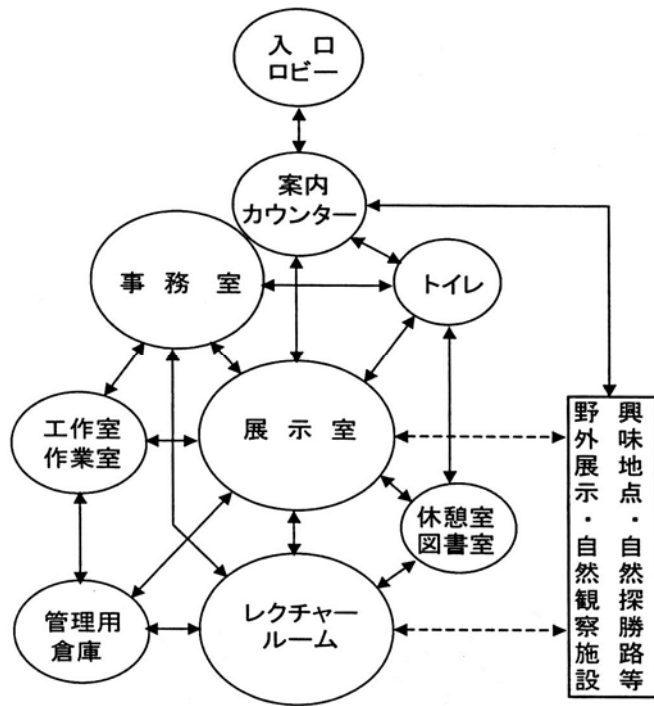 入口
ロビー
案内
カウンター
事務室
トイレ
展示室
工作室
作業室
休憩室
図書室
管理用
倉庫
レクチャー
ルーム
興味地点・自然探勝路等
野外展示・自然観察施設